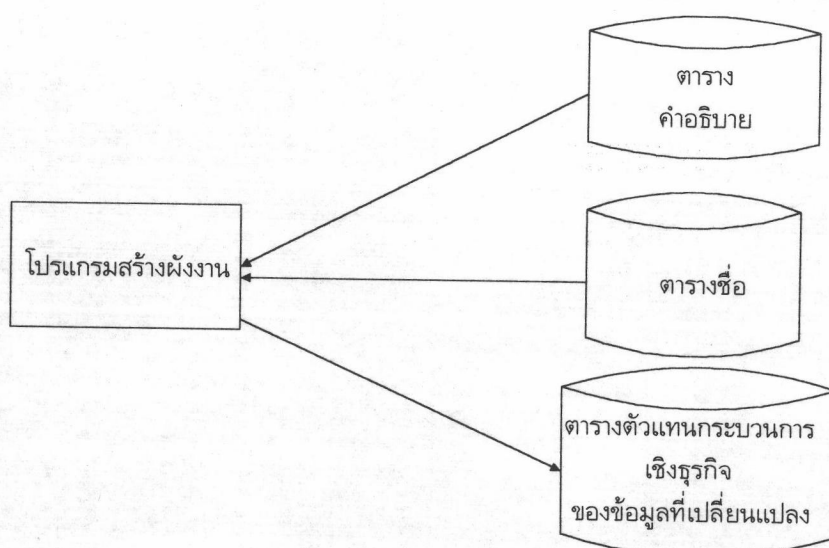 ตาราง
คำอธิบาย
โปรแกรมสร้างผังงาน
ตารางชื่อ
ตารางตัวแทนกระบวนการ
เชิงธุรกิจ
ของข้อมูลที่เปลี่ยนแปลง